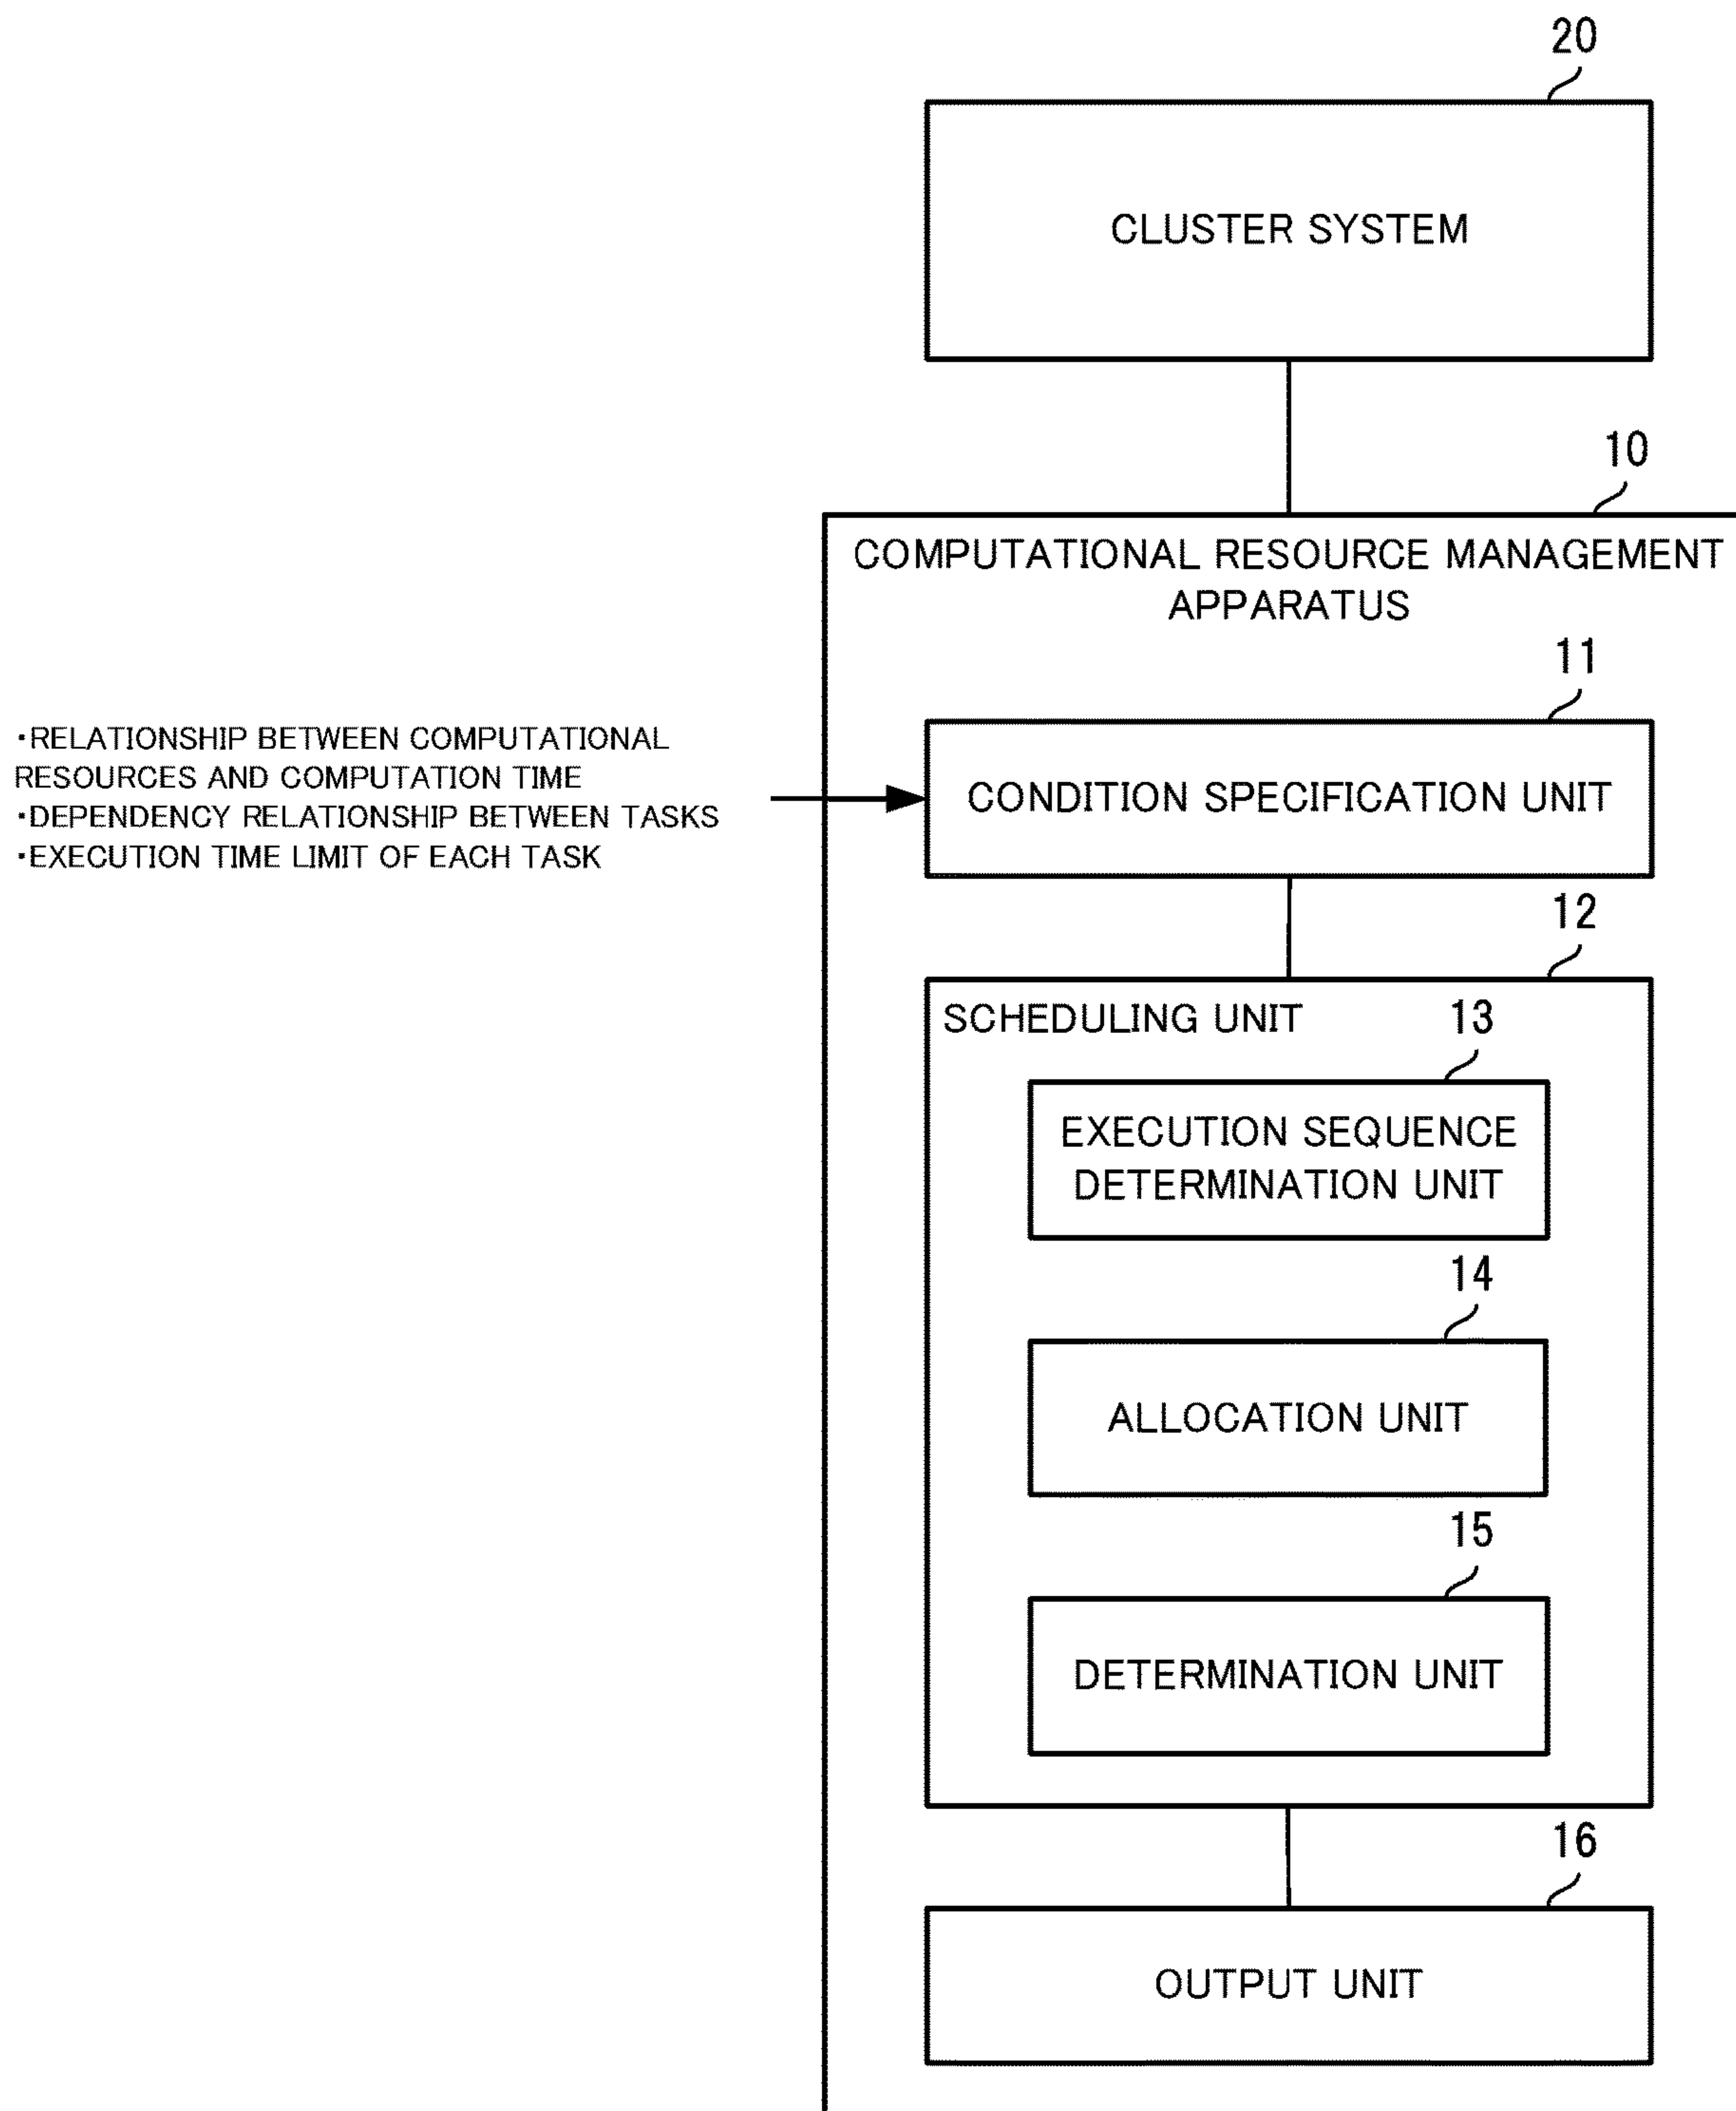 20
CLUSTER SYSTEM
10
COMPUTATIONAL RESOURCE MANAGEMENT
APPARATUS
11
・RELATIONSHIP BETWEEN COMPUTATIONAL
RESOURCES AND COMPUTATION TIME
・DEPENDENCY RELATIONSHIP BETWEEN TASKS
・EXECUTION TIME LIMIT OF EACH TASK
CONDITION SPECIFICATION UNIT
12
SCHEDULING UNIT
13
EXECUTION SEQUENCE
DETERMINATION UNIT
14
ALLOCATION UNIT
15
DETERMINATION UNIT
16
OUTPUT UNIT